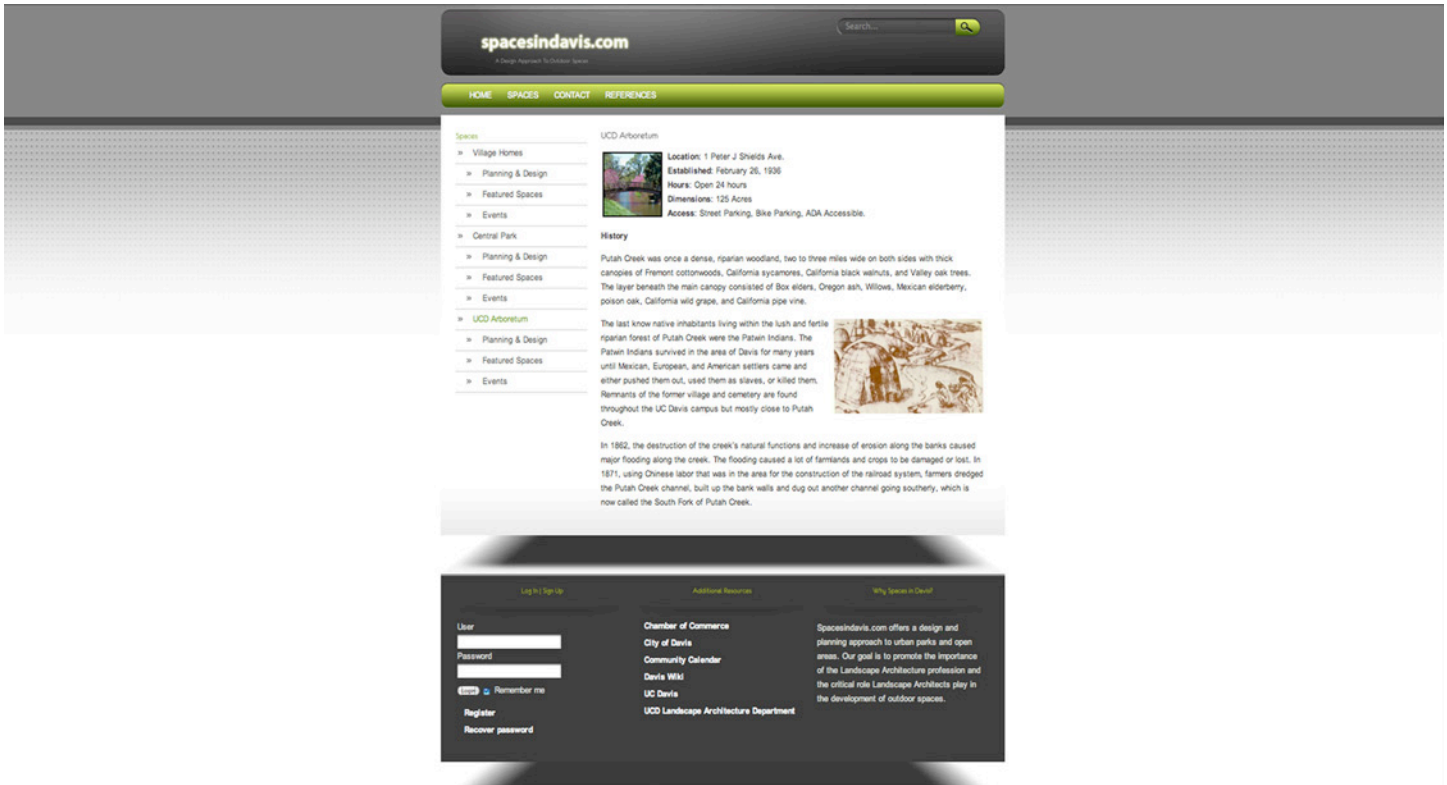 spacesindavis.com
A Design Approach To Outdoor Spaces
Search...
HOME SPACES CONTACT REFERENCES
Spaces
» Village Homes
» Planning & Design
» Featured Spaces
» Events
» Central Park
» Planning & Design
» Featured Spaces
» Events
» UCD Arboretum
» Planning & Design
» Featured Spaces
» Events
UCD Arboretum
Location: 1 Peter J Shields Ave.
Established: February 26, 1936
Hours: Open 24 hours
Dimensions: 125 Acres
Access: Street Parking, Bike Parking, ADA Accessible.
History
Putah Creek was once a dense, riparian woodland, two to three miles wide on both sides with thick
canopies of Fremont cottonwoods, California sycamores, California black walnuts, and Valley oak trees.
The layer beneath the main canopy consisted of Box elders, Oregon ash, Willows, Mexican elderberry,
poison oak, California wild grape, and California pipe vine.
The last know native inhabitants living within the lush and fertile
riparian forest of Putah Creek were the Patwin Indians. The
Patwin Indians survived in the area of Davis for many years
until Mexican, European, and American settlers came and
either pushed them out, used them as slaves, or killed them.
Remnants of the former village and cemetery are found
throughout the UC Davis campus but mostly close to Putah
Creek.
In 1862, the destruction of the creek's natural functions and increase of erosion along the banks caused
major flooding along the creek. The flooding caused a lot of farmlands and crops to be damaged or lost. In
1871, using Chinese labor that was in the area for the construction of the railroad system, farmers dredged
the Putah Creek channel, built up the bank walls and dug out another channel going southerly, which is
now called the South Fork of Putah Creek.
Log In | Sign Up
User
Password
Login Remember me
Register
Recover password
Additional Resources
Chamber of Commerce
City of Davis
Community Calendar
Davis Wiki
UC Davis
UCD Landscape Architecture Department
Why Spaces in Davis?
Spacesindavis.com offers a design and
planning approach to urban parks and open
areas. Our goal is to promote the importance
of the Landscape Architecture profession and
the critical role Landscape Architects play in
the development of outdoor spaces.